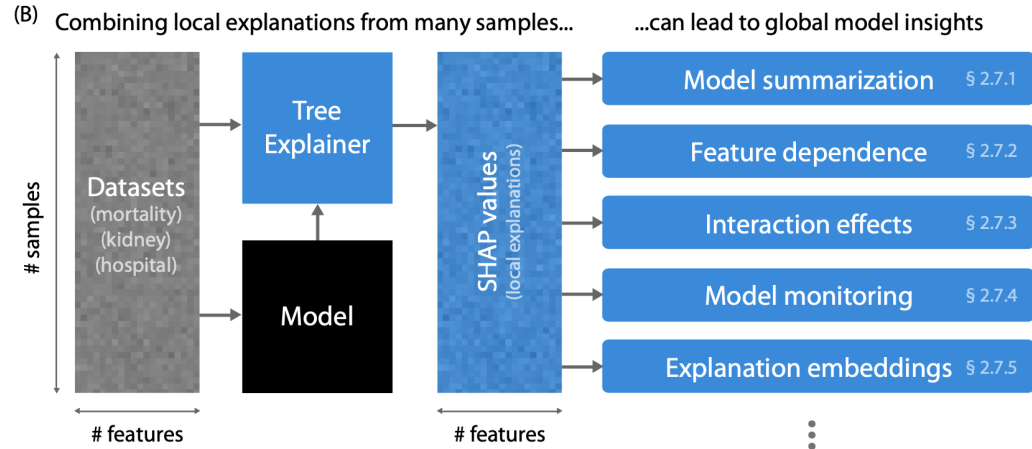 (B)
Combining local explanations from many samples...
...can lead to global model insights
# samples
Datasets
(mortality)
(kidney)
(hospital)
# features
Tree
Explainer
Model
SHAP values
(local explanations)
# features
Model summarization § 2.7.1
Feature dependence § 2.7.2
Interaction effects § 2.7.3
Model monitoring § 2.7.4
Explanation embeddings § 2.7.5